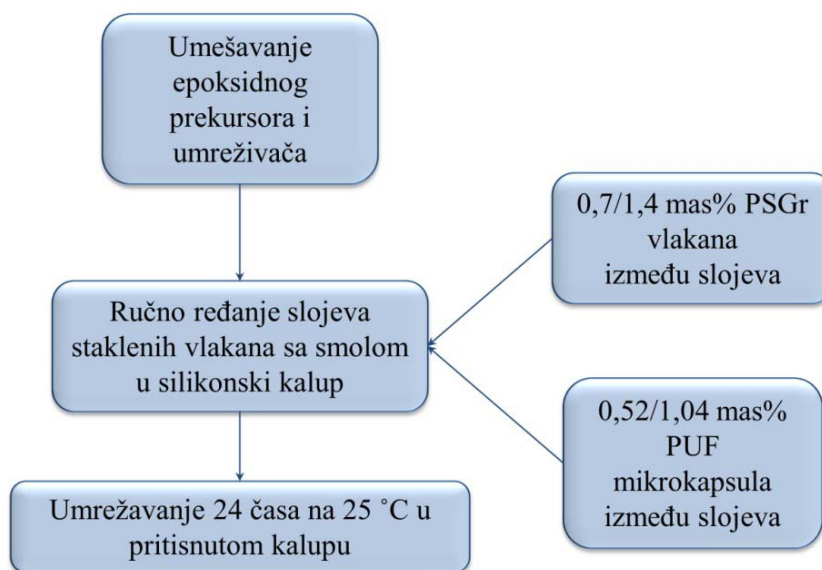 Umešavanje
epoksidnog
prekursora i
umreživača
0,7/1,4 mas% PSGr
vlakana
između slojeva
Ručno ređanje slojeva
staklenih vlakana sa smolom
u silikonski kalup
0,52/1,04 mas%
PUF
mikrokapsula
između slojeva
Umrežavanje 24 časa na 25 ˚C u
pritisnutom kalupu